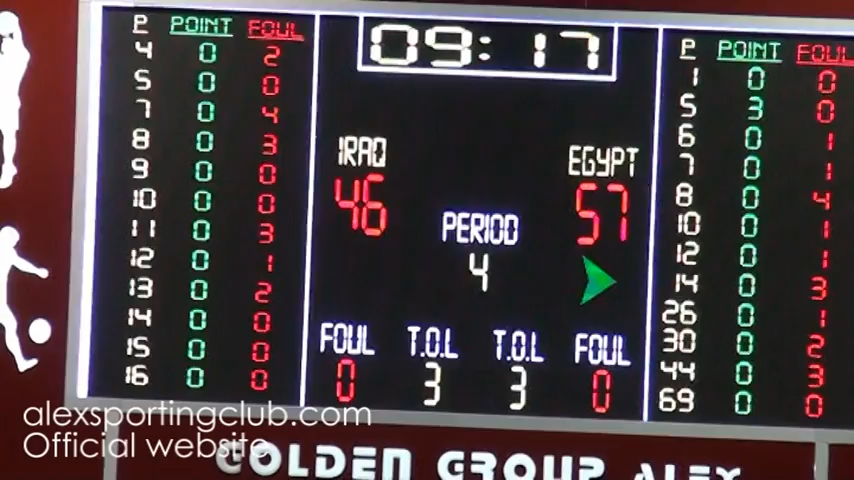 P POINT FOUL
4 0 2
5 0 0
7 0 4
8 0 3
9 0 0
10 0 0
11 0 3
12 0 1
13 0 2
14 0 0
15 0 0
16 0 0
09:17
IRAQ EGYPT
46 57
PERIOD
4
FOUL T.O.L T.O.L FOUL
0 3 3 0
P POINT FOUL
1 0 0
5 3 0
6 0 1
7 0 1
8 0 4
10 0 1
12 0 1
14 0 3
26 0 1
30 0 2
44 0 3
69 0 0
alexsportingclub.com
Official website
GOLDEN GROUP ALEX